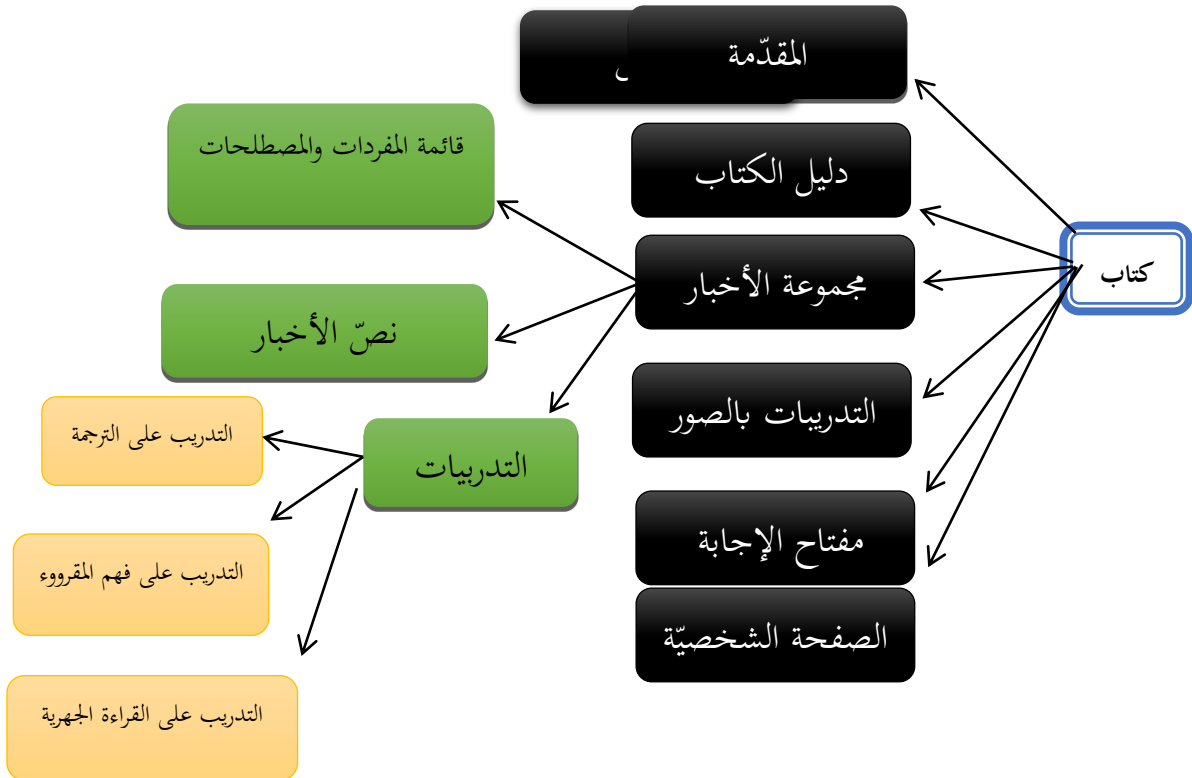 كتاب
المقدّمة
دليل الكتاب
مجموعة الأخبار
التدريبات بالصور
مفتاح الإجابة
الصفحة الشخصيّة
قائمة المفردات والمصطلحات
نصّ الأخبار
التدربيات
التدريب على الترجمة
التدريب على فهم المقرووء
التدريب على القراءة الجهرية